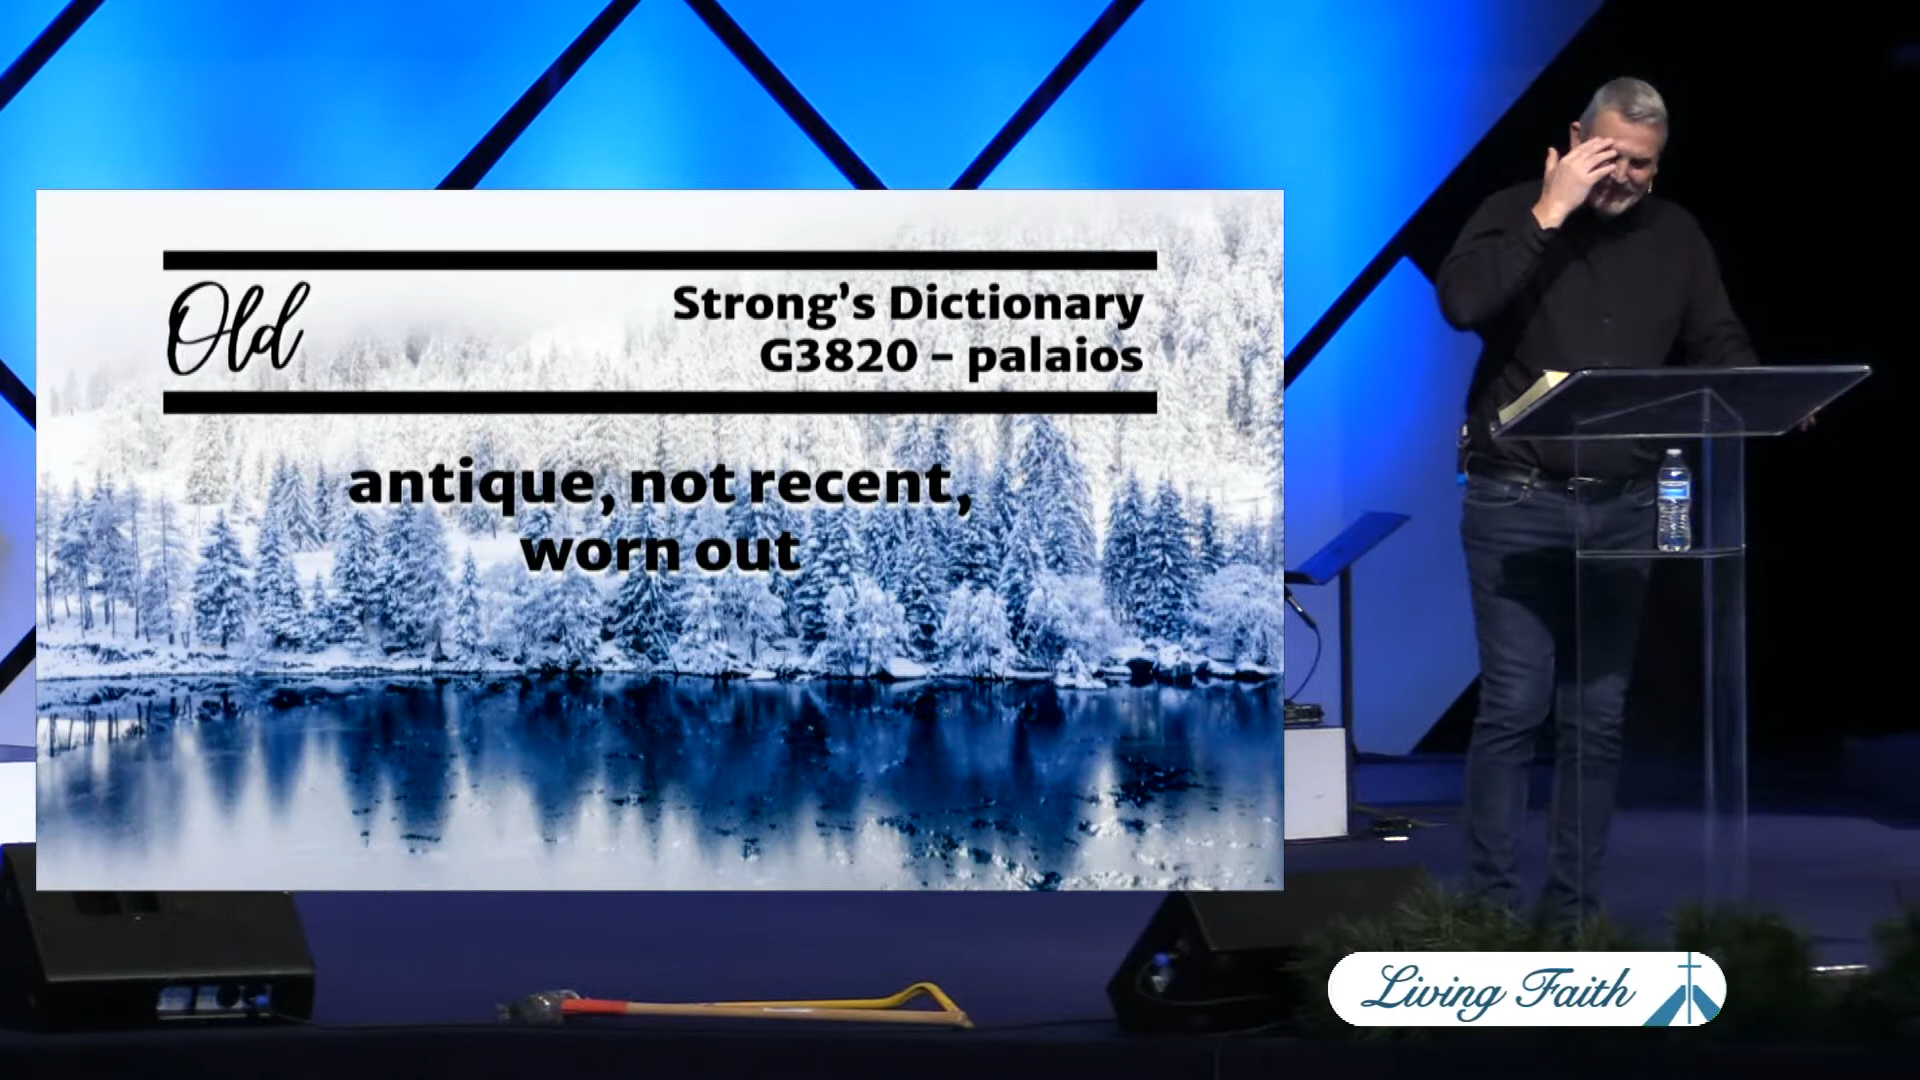 Old
Strong’s Dictionary
G3820 – palaios
antique, not recent,
worn out
Living Faith